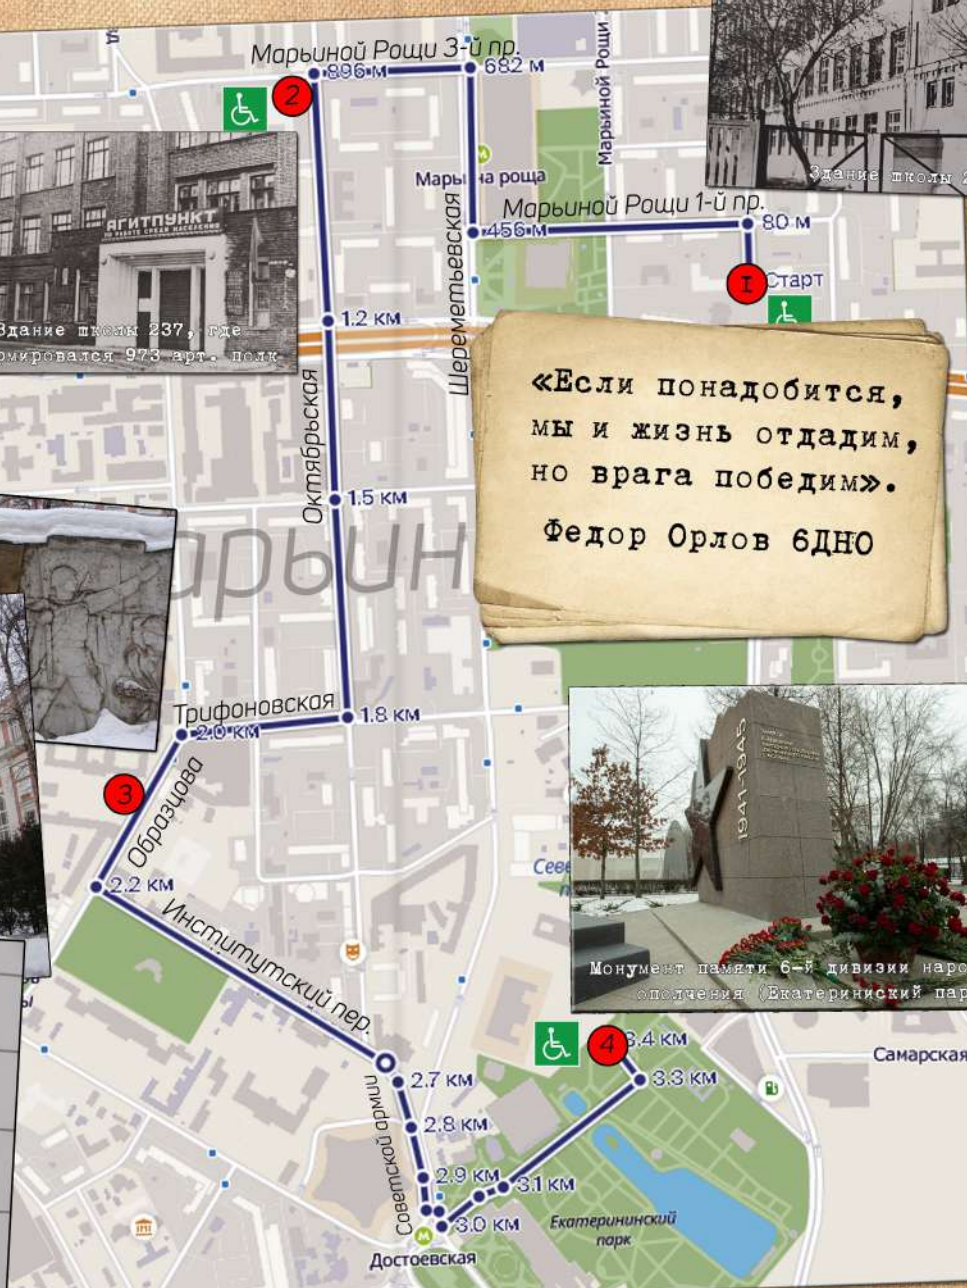 Марьиной Рощи 3-й пр.
896 м
682 м
2
Марьиной Рощи
Здание школы
Марьина роща
АГИТПУНКТ
Шереметьевская
Марьиной Рощи 1-й пр.
456 м
80 м
1
Старт
Здание школы 237, где
973 арт. полк
1.2 км
Октябрьская
«Если понадобится,
мы и жизнь отдадим,
но врага победим».
Федор Орлов 6ДНО
1.5 км
арьин
Трифоновская
1.8 км
2.0 км
3
Образцова
2.2 км
Институтский пер.
1941-1945
Монумент памяти 6-й дивизии наро
ополчения (Екатериниский пар
4
3.4 км
Самарская
3.3 км
2.7 км
Советской армии
2.8 км
2.9 км
3.1 км
3.0 км
Екатерининский
парк
Достоевская